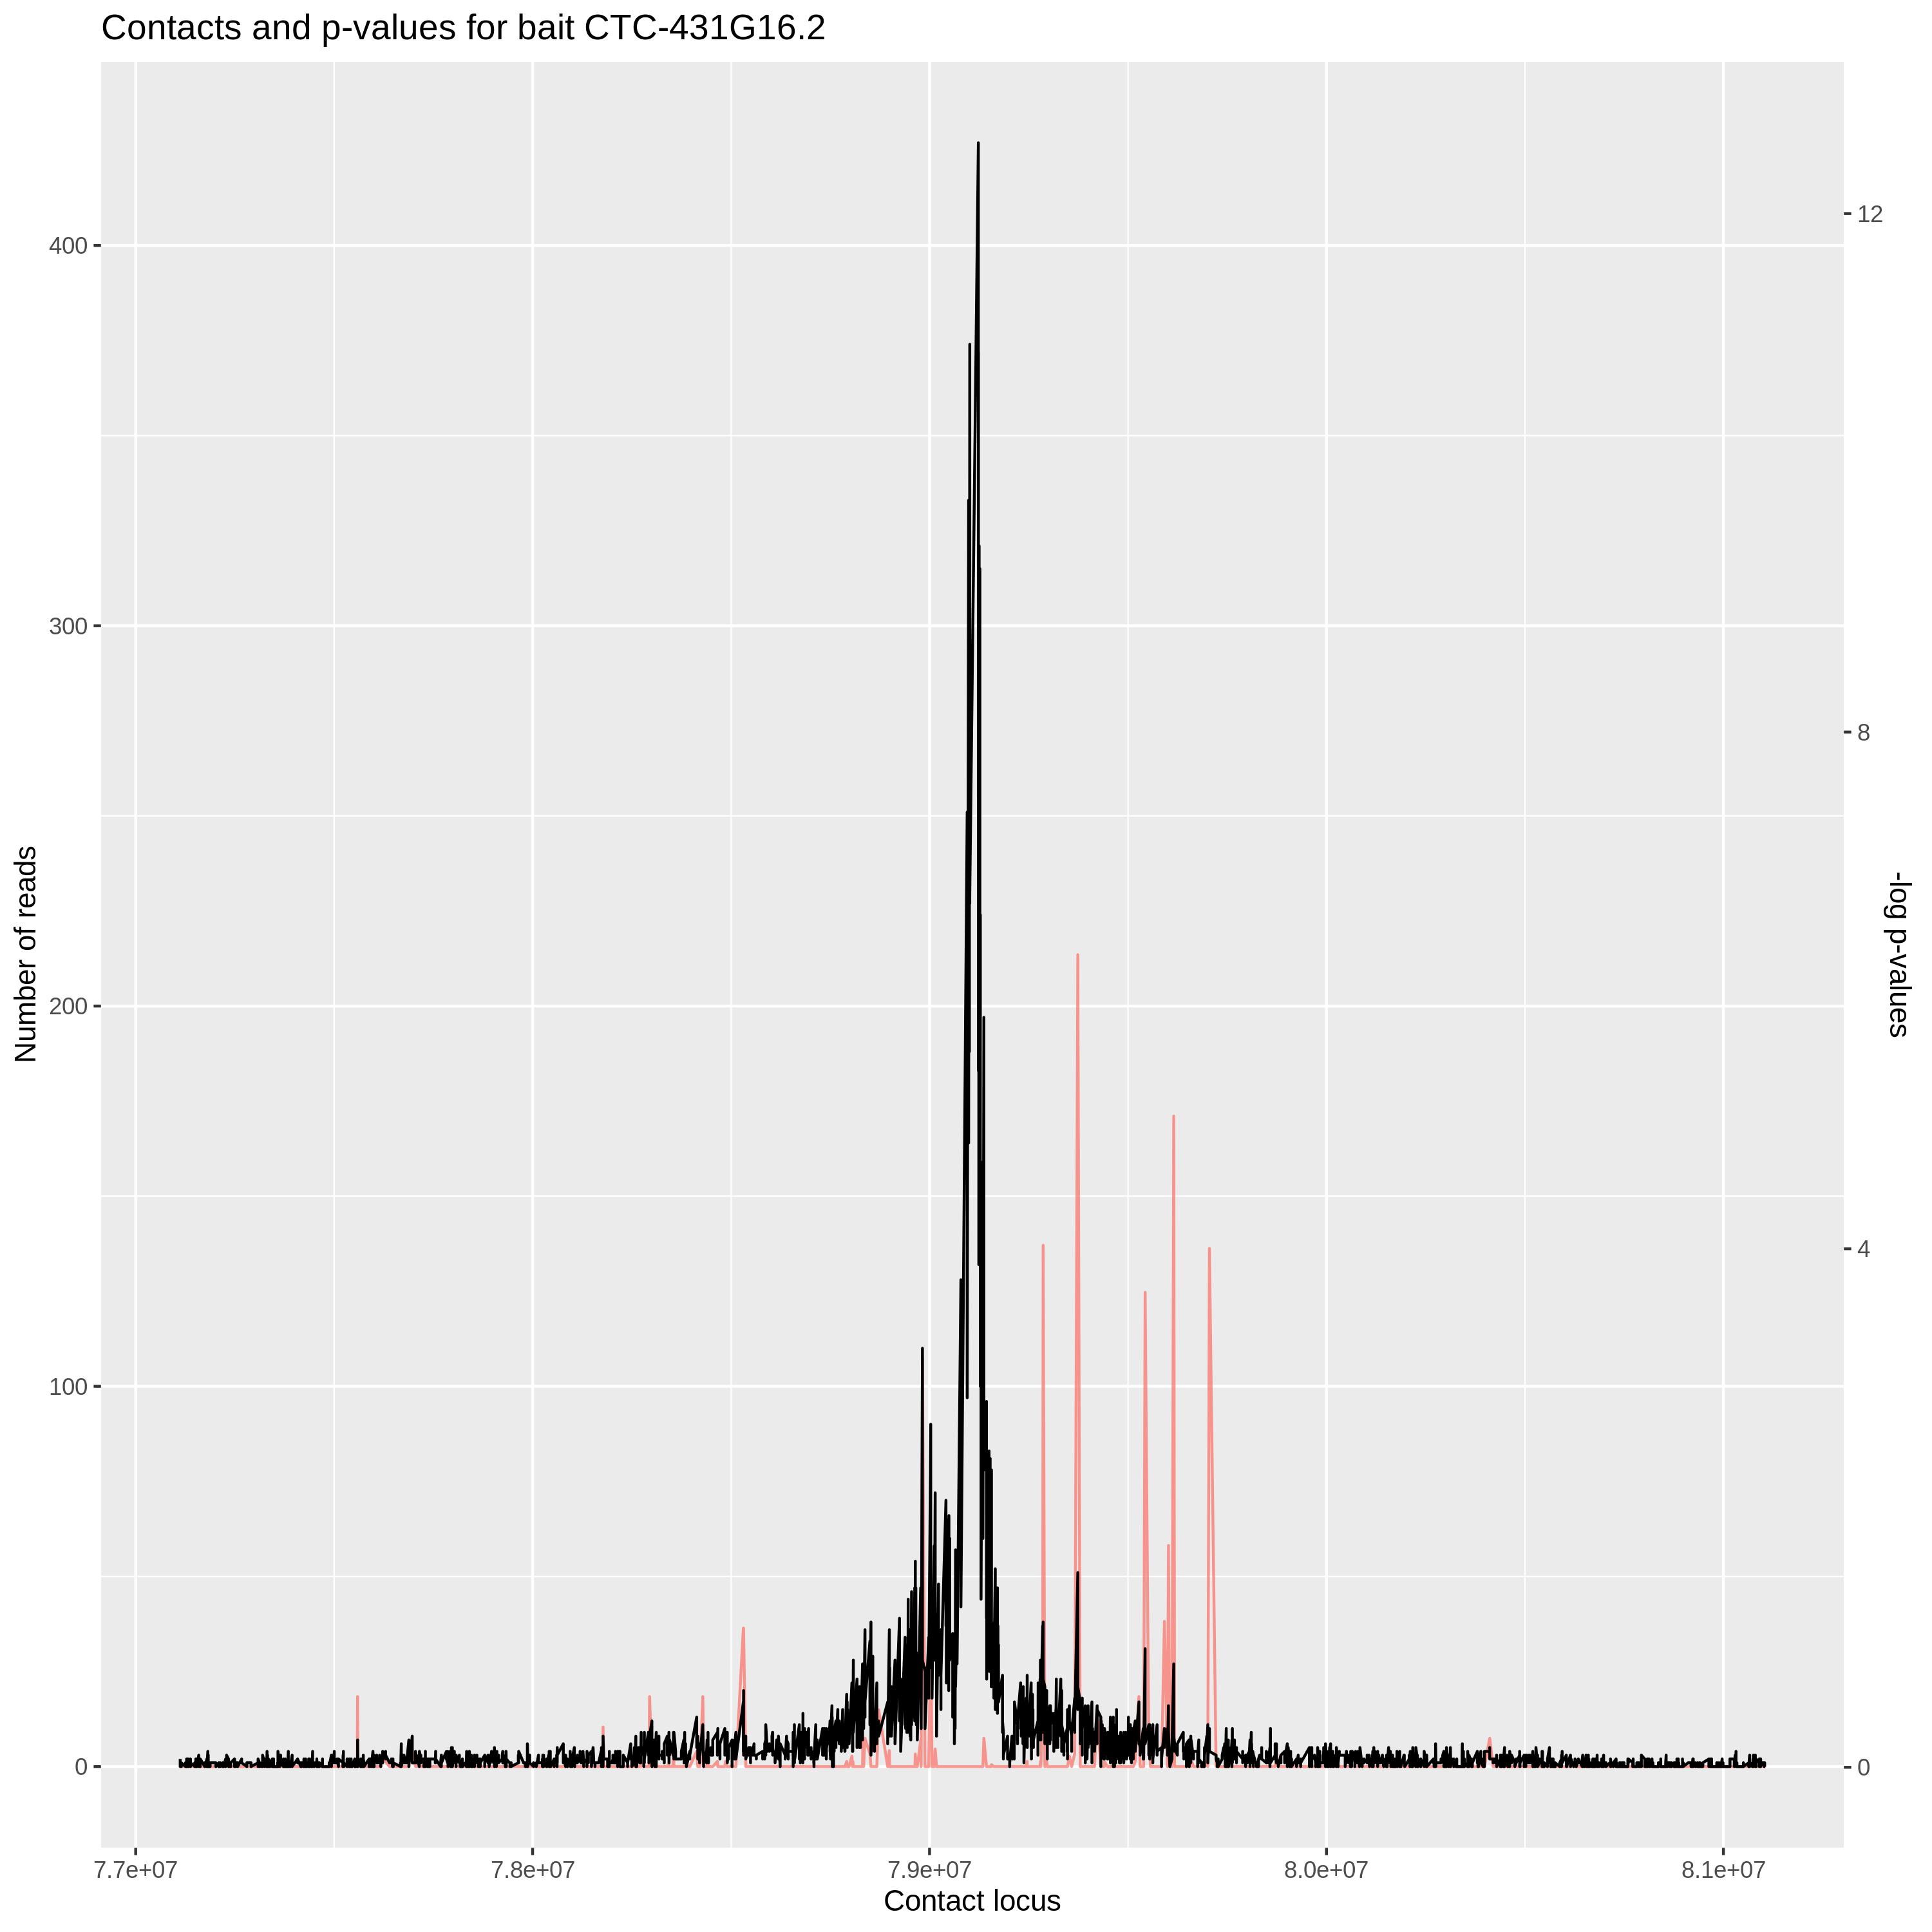 Contacts and p-values for bait CTC-431G16.2
400
300
200
100
0
Number of reads
12
8
4
0
-log p-values
7.7e+07
7.8e+07
7.9e+07
8.0e+07
8.1e+07
Contact locus